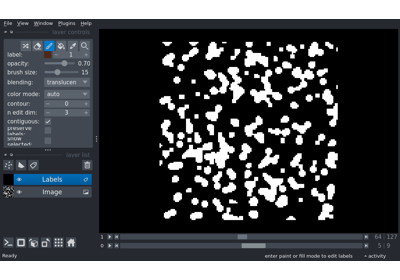 File View Window Plugins Help
layer controls
label: 1
opacity: 0.70
brush size: 15
blending: translucen
color mode: auto
contour: 0
n edit dim: 3
contiguous:
preserve labels:
show selected:
layer list
Labels
Image
1 64 127
0 5 9
Ready enter paint or fill mode to edit labels activity